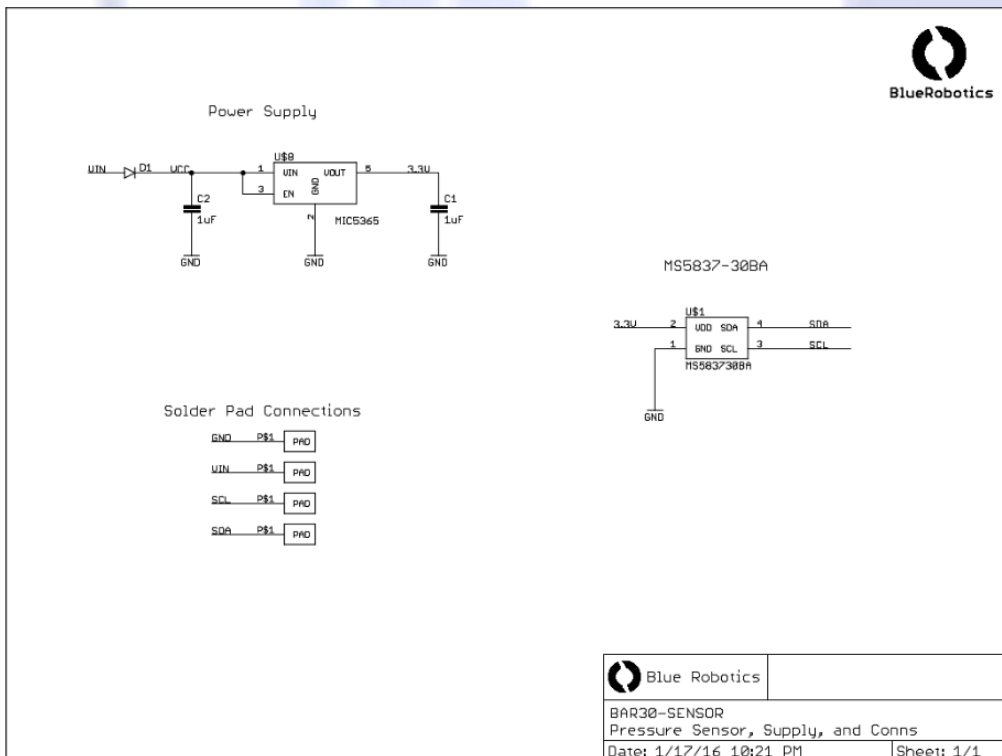 BlueRobotics
Power Supply
VIN D1 VCC
U$8
1 VIN VOUT 5 3.3V
3 EN GND
2
MIC5365
C2
1uF
C1
1uF
GND GND GND
MS5837-30BA
U$1
3.3V 2 VDD SDA 4 SDA
1 GND SCL 3 SCL
MS583730BA
GND
Solder Pad Connections
GND P$1 PAD
VIN P$1 PAD
SCL P$1 PAD
SDA P$1 PAD
Blue Robotics
BAR30-SENSOR
Pressure Sensor, Supply, and Conns
Date: 1/17/16 10:21 PM Sheet: 1/1